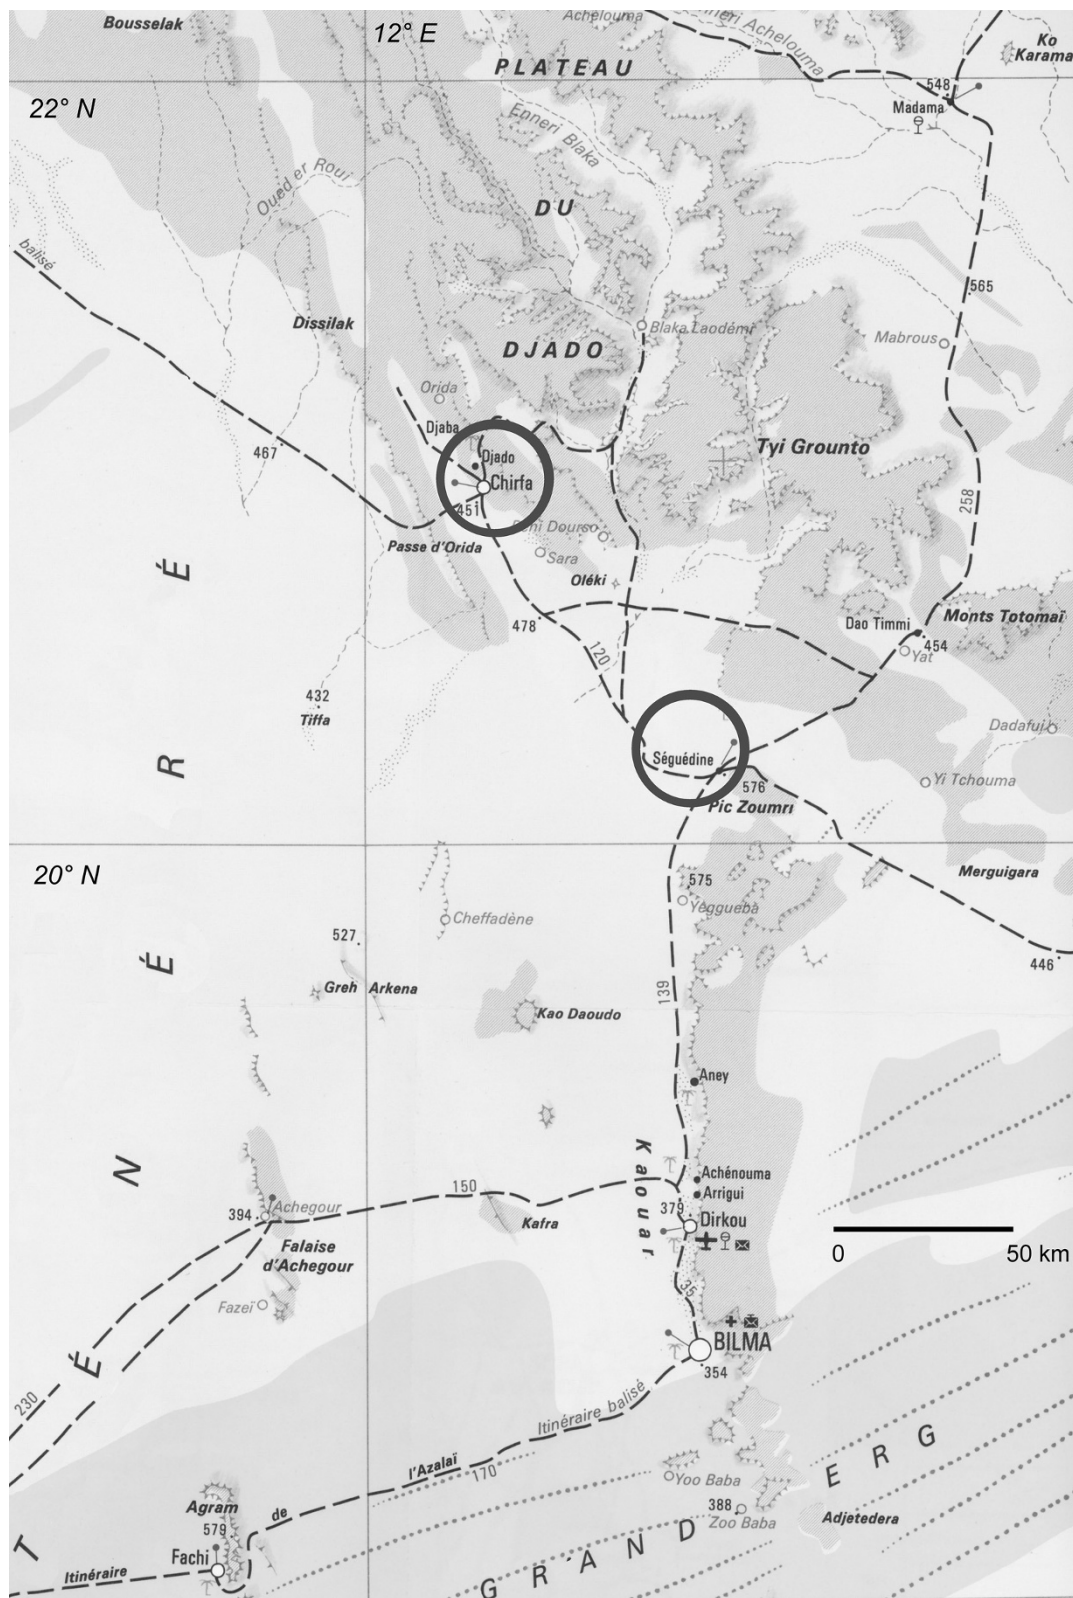 Bousselak
12° E
Achelouma
Enneri Achelouma
Ko
Karama
PLATEAU
22° N
548
Madama
Enneri Blaka
Oued er Roui
DU
balisé
565
Dissilak
Blaka Laodémi
Mabrous
DJADO
Orida
Djaba
467
Tyi Grounto
Djado
Chirfa
451
258
Passe d'Orida
Sara
Oléki
É
478
120
Dao Timmi
Monts Totomaï
454
Yat
432
Tiffa
Dadafui
R
Séguédine
576
Yi Tchouma
Pic Zoumri
20° N
Merguigara
575
Yeggueba
Cheffadène
527
446
É
Greh Arkena
139
Kao Daoudo
Aney
Kaouar
N
Achénouma
150
Arrigui
Achegour
394
379
Dirkou
Kafra
Falaise
d'Achegour
0 50 km
Fazeï
35
BILMA
354
É
230
Itinéraire balisé
l'Azalaï
170
ERG
Yoo Baba
Agram
388
Zoo Baba
Adjetedera
de
579
GRAND
T
Fachi
Itinéraire